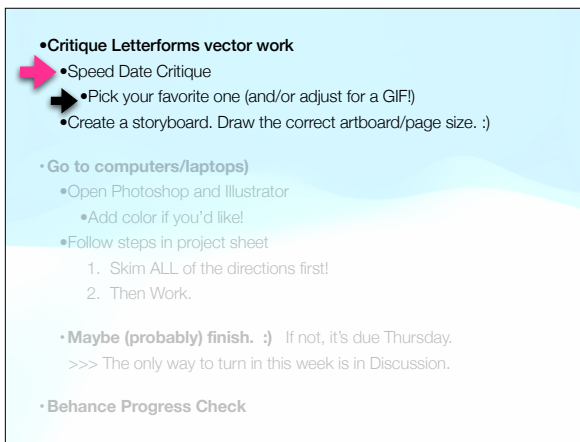 •Critique Letterforms vector work
•Speed Date Critique
•Pick your favorite one (and/or adjust for a GIF!)
•Create a storyboard. Draw the correct artboard/page size. :)
•Go to computers/laptops)
•Open Photoshop and Illustrator
•Add color if you'd like!
•Follow steps in project sheet
1. Skim ALL of the directions first!
2. Then Work.
•Maybe (probably) finish. :) If not, it's due Thursday.
>>> The only way to turn in this week is in Discussion.
•Behance Progress Check